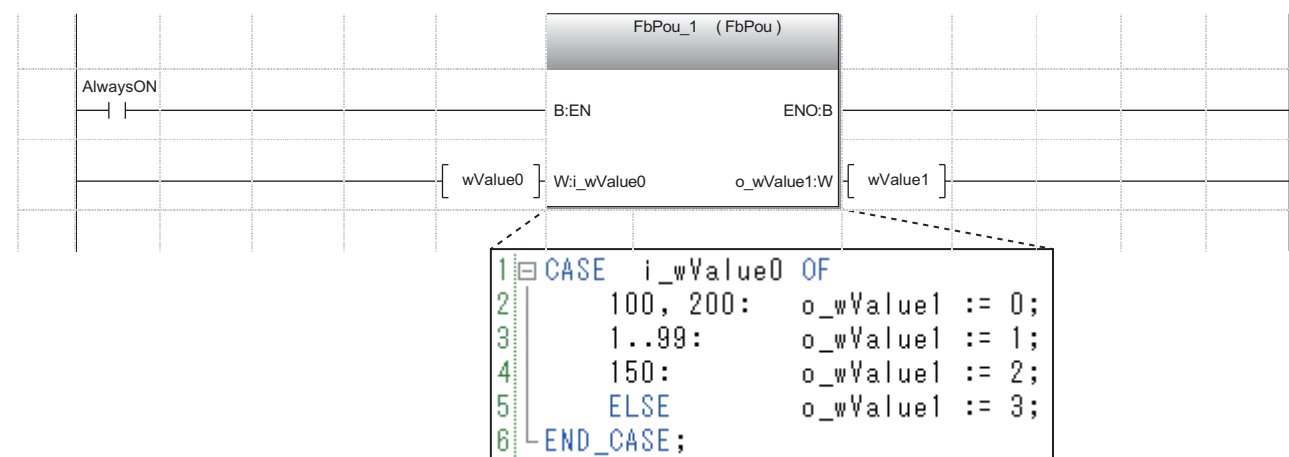 FbPou_1 (FbPou)
AlwaysON
B:EN ENO:B
wValue0 W:i_wValue0 o_wValue1:W wValue1
1 CASE i_wValue0 OF
2 100, 200: o_wValue1 := 0;
3 1..99: o_wValue1 := 1;
4 150: o_wValue1 := 2;
5 ELSE o_wValue1 := 3;
6 END_CASE;